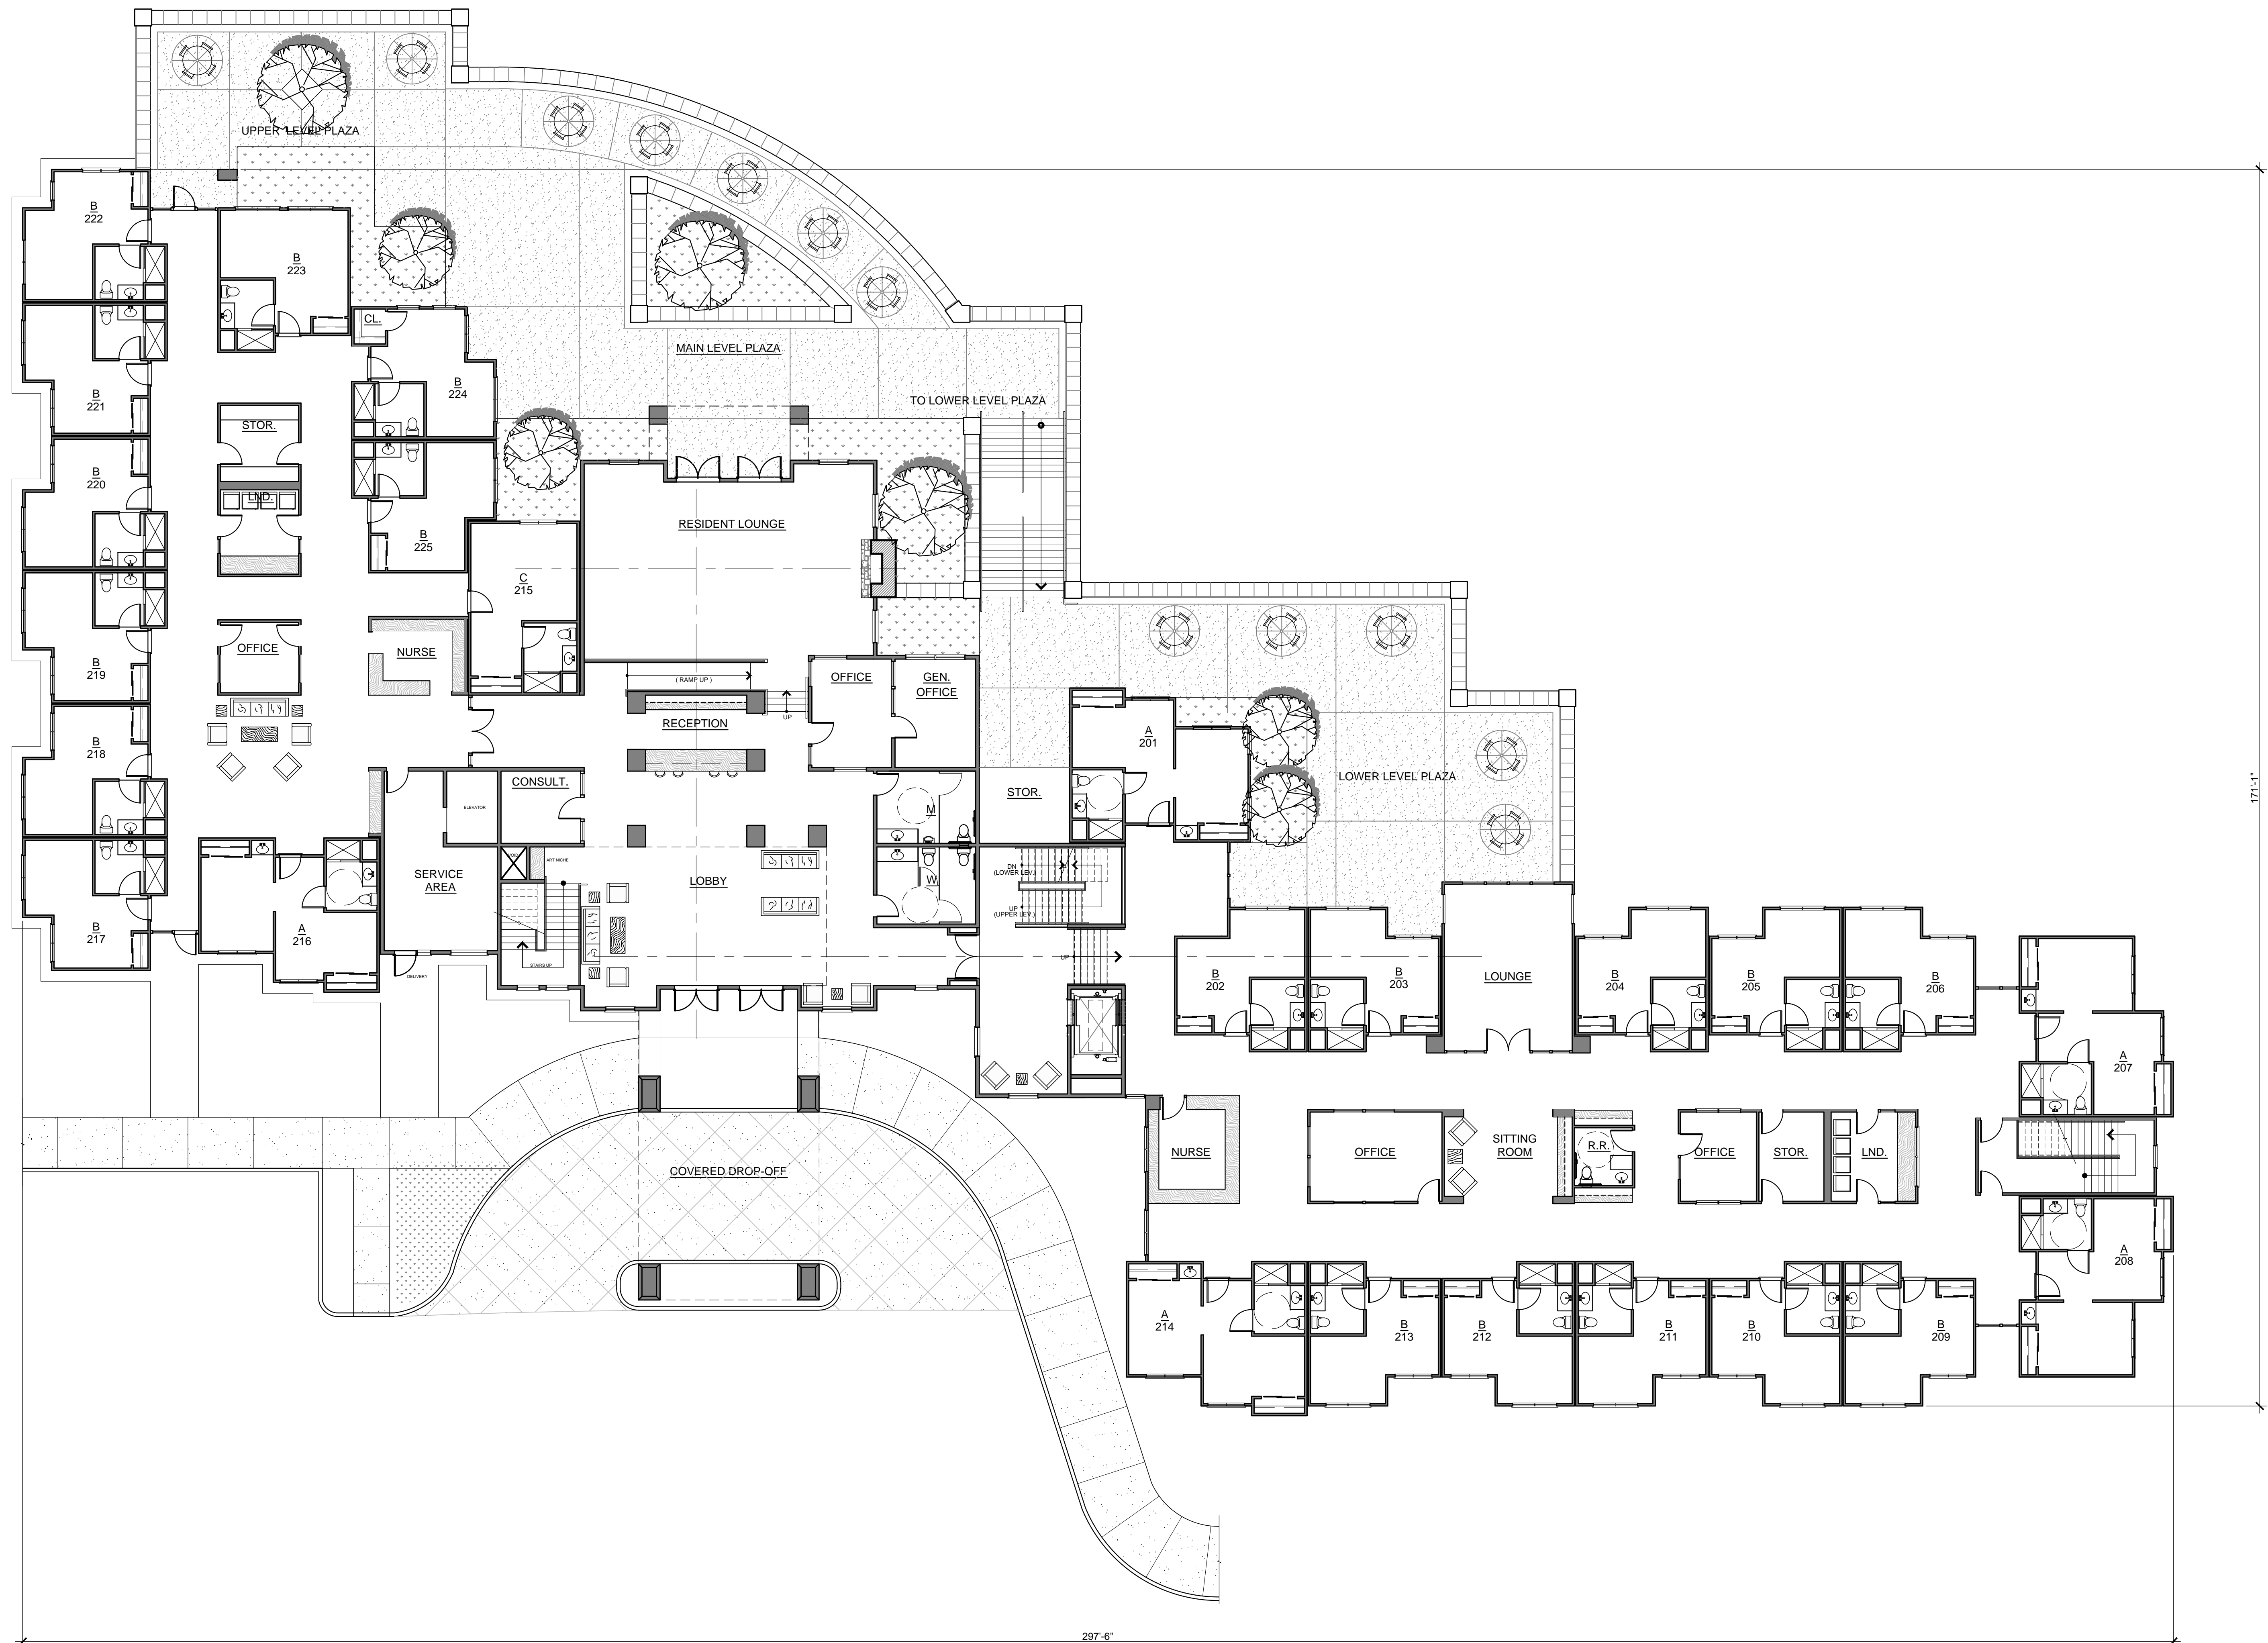 UPPER LEVEL PLAZA
B
222
B
223
CL.
B
221
B
224
MAIN LEVEL PLAZA
TO LOWER LEVEL PLAZA
STOR.
B
220
LND.
B
225
RESIDENT LOUNGE
C
215
B
219
OFFICE
NURSE
( RAMP UP )
UP
RECEPTION
OFFICE
GEN.
OFFICE
B
218
A
201
LOWER LEVEL PLAZA
171'-1"
CONSULT.
ELEVATOR
M
STOR.
ART NICHE
SERVICE
AREA
LOBBY
W
DN
(LOWER LEV.)
UP
(UPPER LEV.)
B
217
A
216
STAIRS UP
DELIVERY
UP
B
202
B
203
LOUNGE
B
204
B
205
B
206
A
207
COVERED DROP-OFF
NURSE
OFFICE
SITTING
ROOM
R.R.
OFFICE
STOR.
LND.
A
208
A
214
B
213
B
212
B
211
B
210
B
209
297'-6"